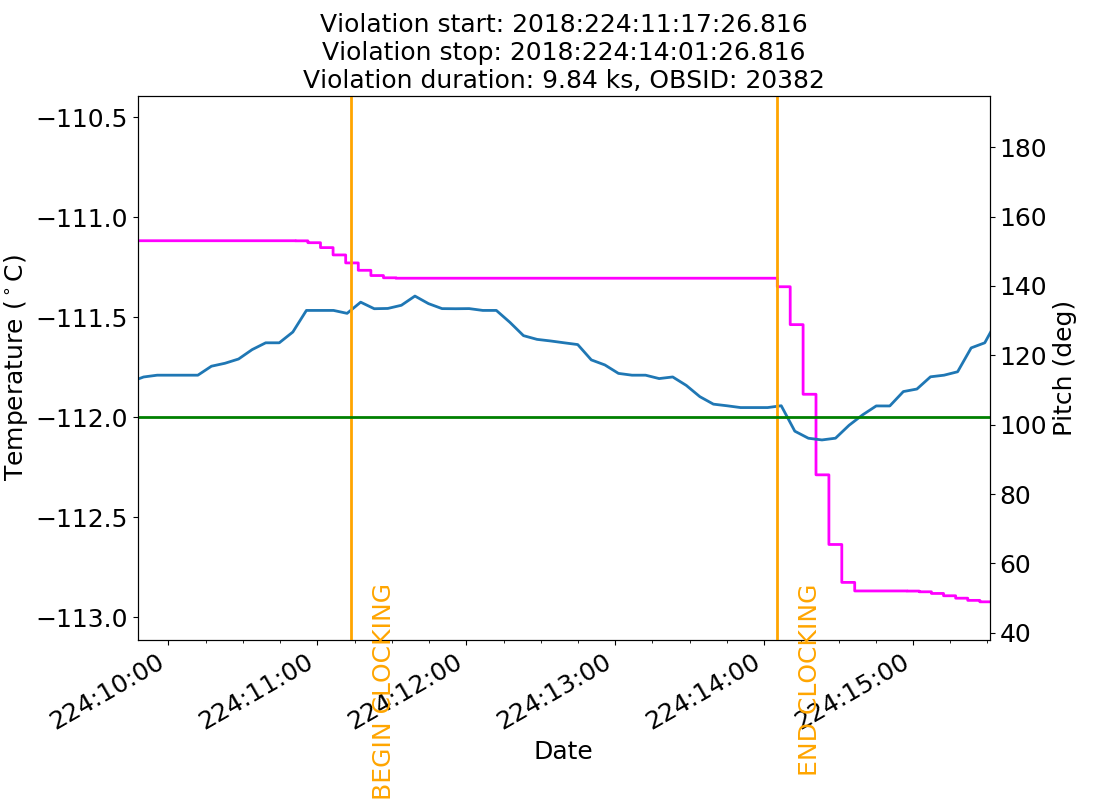 Violation start: 2018:224:11:17:26.816
Violation stop: 2018:224:14:01:26.816
Violation duration: 9.84 ks, OBSID: 20382
−110.5
−111.0
−111.5
−112.0
−112.5
−113.0
Temperature (°C)
180
160
140
120
100
80
60
40
Pitch (deg)
BEGIN CLOCKING
END CLOCKING
224:10:00
224:11:00
224:12:00
224:13:00
224:14:00
224:15:00
Date